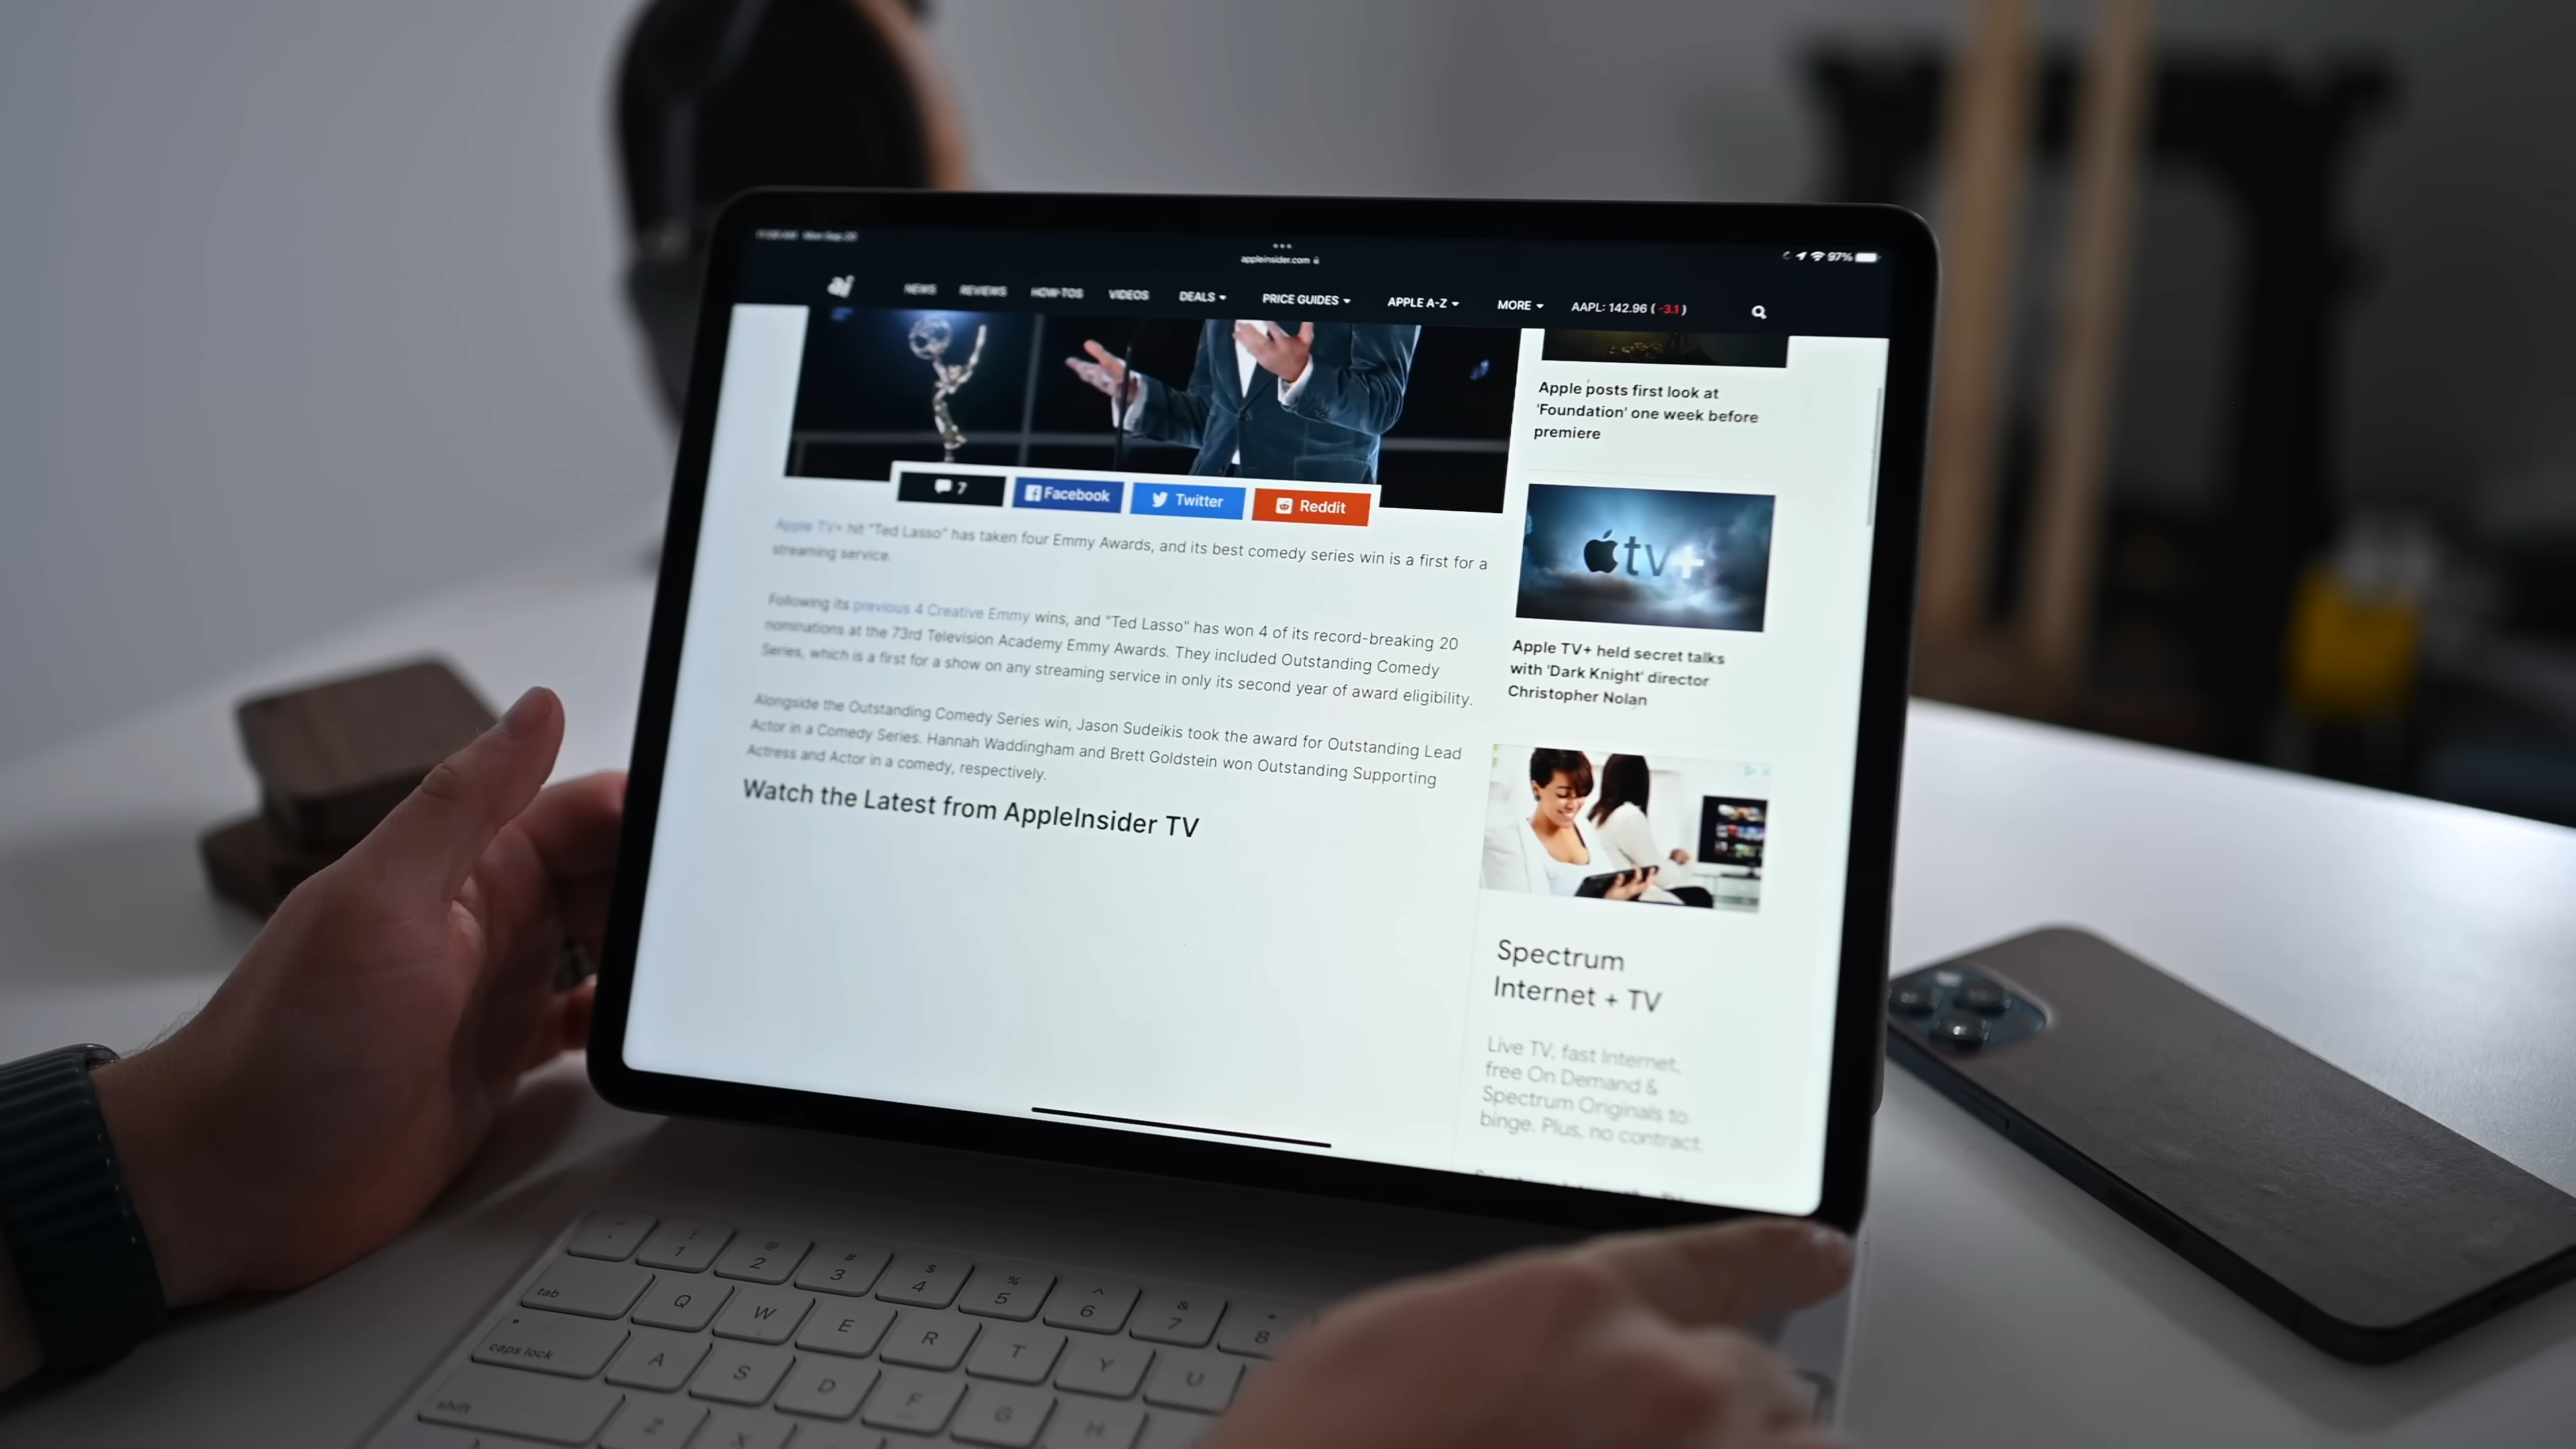 Mon Sep 20
appleinsider.com
97%
ai
NEWS
REVIEWS
HOW-TOS
VIDEOS
DEALS
PRICE GUIDES
APPLE A-Z
MORE
AAPL: 142.96 ( -3.1 )
7
Facebook
Twitter
Reddit
Apple TV+ hit "Ted Lasso" has taken four Emmy Awards, and its best comedy series win is a first for a
streaming service.
Following its previous 4 Creative Emmy wins, and "Ted Lasso" has won 4 of its record-breaking 20
nominations at the 73rd Television Academy Emmy Awards. They included Outstanding Comedy
Series, which is a first for a show on any streaming service in only its second year of award eligibility.
Alongside the Outstanding Comedy Series win, Jason Sudeikis took the award for Outstanding Lead
Actor in a Comedy Series. Hannah Waddingham and Brett Goldstein won Outstanding Supporting
Actress and Actor in a comedy, respectively.
Watch the Latest from AppleInsider TV
Apple posts first look at
'Foundation' one week before
premiere
tv+
Apple TV+ held secret talks
with 'Dark Knight' director
Christopher Nolan
Spectrum
Internet + TV
Live TV, fast Internet,
free On Demand &
Spectrum Originals to
binge. Plus, no contract.
~ ! @ # $ % ^ & *
1 2 3 4 5 6 7 8
tab Q W E R T Y U
caps lock A S D F G H
shift Z X